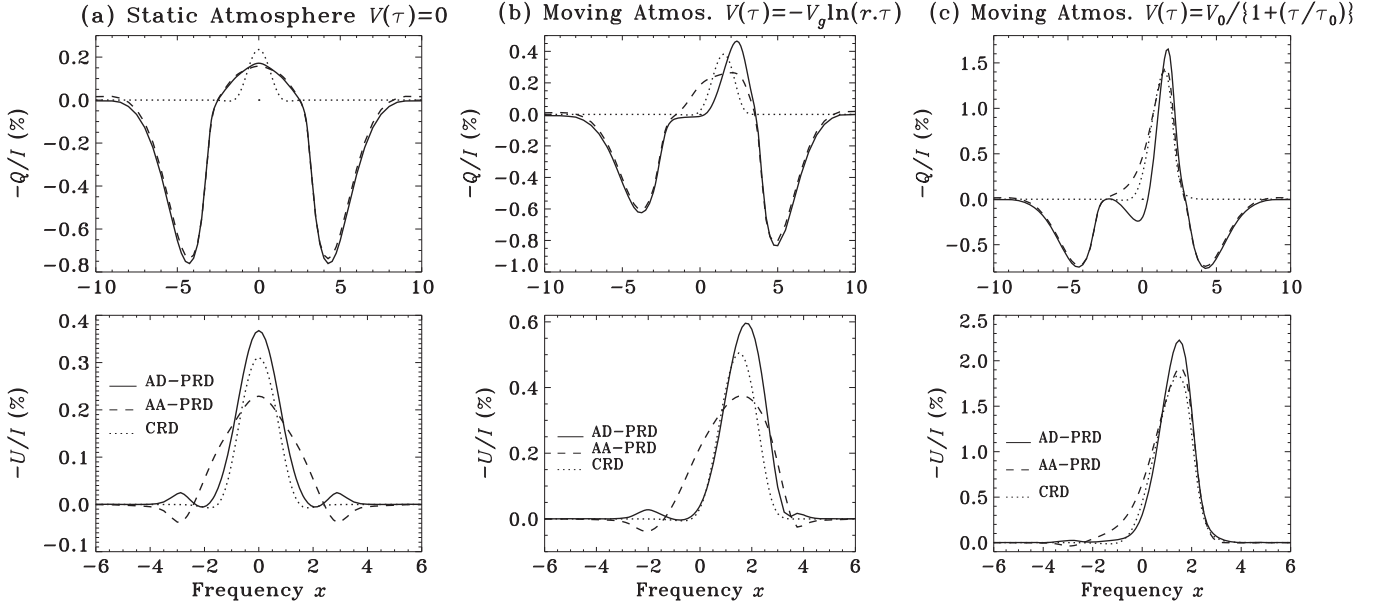 (a) Static Atmosphere V(τ)=0
(b) Moving Atmos. V(τ)=−V_g ln(r.τ)
(c) Moving Atmos. V(τ)=V_0/{1+(τ/τ_0)}
−Q/I (%)
0.2
0.0
−0.2
−0.4
−0.6
−0.8
−10 −5 0 5 10
−Q/I (%)
0.4
0.2
0.0
−0.2
−0.4
−0.6
−0.8
−1.0
−10 −5 0 5 10
−Q/I (%)
1.5
1.0
0.5
0.0
−0.5
−10 −5 0 5 10
−U/I (%)
0.4
0.3
0.2
0.1
0.0
−0.1
AD−PRD
AA−PRD
CRD
−6 −4 −2 0 2 4 6
Frequency x
−U/I (%)
0.6
0.4
0.2
0.0
AD−PRD
AA−PRD
CRD
−6 −4 −2 0 2 4 6
Frequency x
−U/I (%)
2.5
2.0
1.5
1.0
0.5
0.0
AD−PRD
AA−PRD
CRD
−6 −4 −2 0 2 4 6
Frequency x